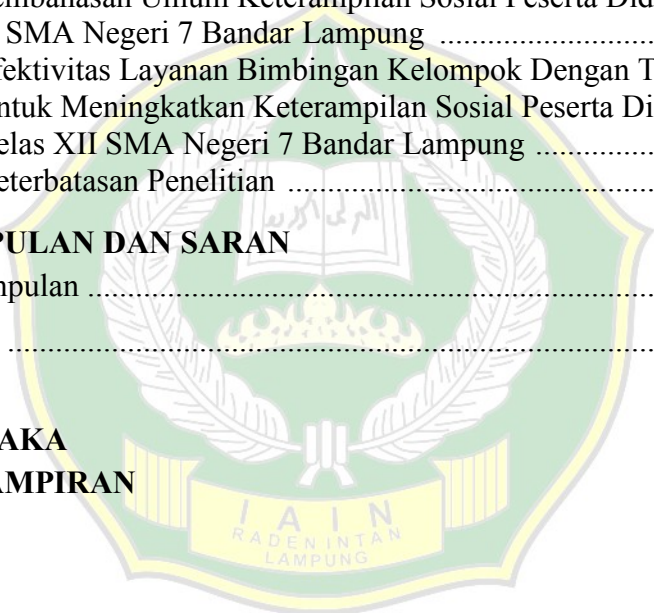 embahasan Umum Keterampilan Sosial Peserta Did
SMA Negeri 7 Bandar Lampung ..........................................
fektivitas Layanan Bimbingan Kelompok Dengan T
ntuk Meningkatkan Keterampilan Sosial Peserta Di
elas XII SMA Negeri 7 Bandar Lampung ......................
eterbatasan Penelitian ..............................................................
PULAN DAN SARAN
npulan ..............................................................................................
..........................................................................................................
AKA
AMPIRAN
IAIN
RADEN INTAN
LAMPUNG